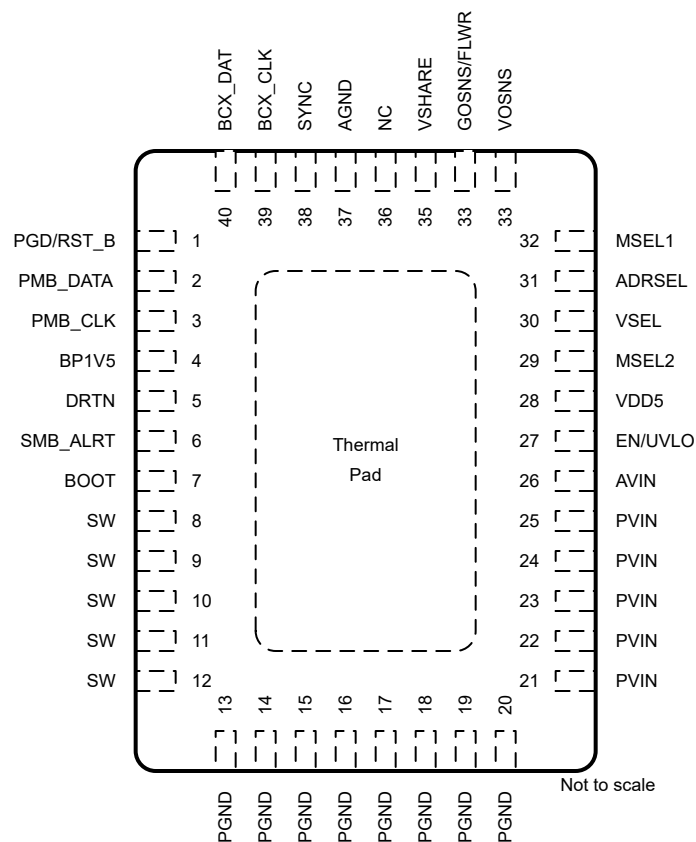 BCX_DAT
BCX_CLK
SYNC
AGND
NC
VSHARE
GOSNS/FLWR
VOSNS
40
39
38
37
36
35
33
33
PGD/RST_B 1
32 MSEL1
PMB_DATA 2
31 ADRSEL
PMB_CLK 3
30 VSEL
BP1V5 4
29 MSEL2
DRTN 5
28 VDD5
SMB_ALRT 6
27 EN/UVLO
BOOT 7
26 AVIN
SW 8
25 PVIN
SW 9
24 PVIN
SW 10
23 PVIN
SW 11
22 PVIN
SW 12
21 PVIN
Thermal
Pad
13
14
15
16
17
18
19
20
PGND
PGND
PGND
PGND
PGND
PGND
PGND
PGND
Not to scale